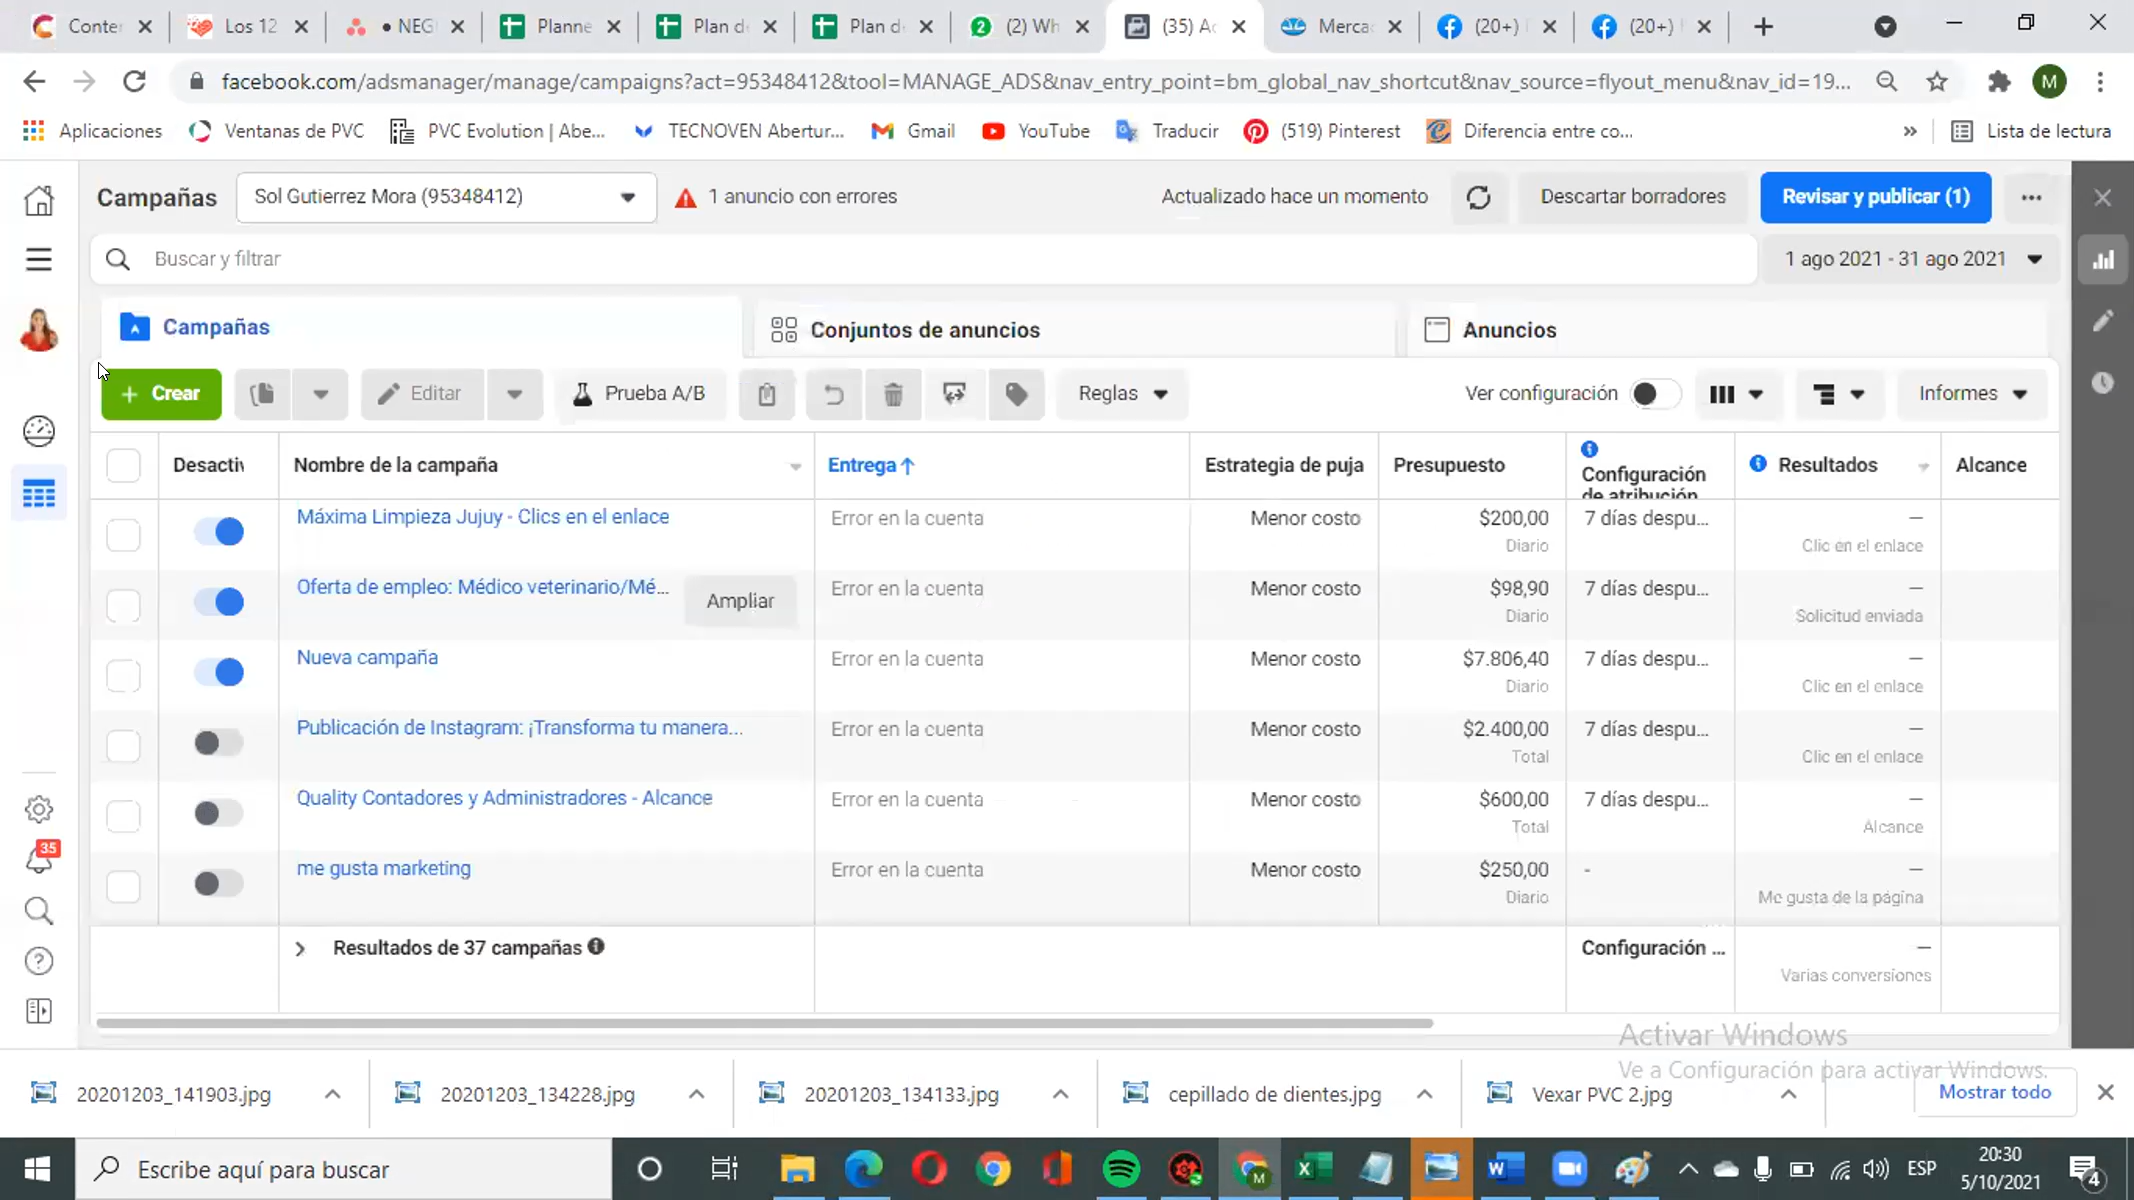 Conter
Los 12
• NEG
Planne
Plan d
Plan d
(2) Wh
(35) Ac
Merca
(20+)
(20+)
facebook.com/adsmanager/manage/campaigns?act=95348412&tool=MANAGE_ADS&nav_entry_point=bm_global_nav_shortcut&nav_source=flyout_menu&nav_id=19...
M
Aplicaciones
Ventanas de PVC
PVC Evolution | Abe...
TECNOVEN Abertur...
Gmail
YouTube
Traducir
(519) Pinterest
Diferencia entre co...
»
Lista de lectura
Campañas
Sol Gutierrez Mora (95348412)
1 anuncio con errores
Actualizado hace un momento
Descartar borradores
Revisar y publicar (1)
Buscar y filtrar
1 ago 2021 - 31 ago 2021
Campañas
Conjuntos de anuncios
Anuncios
+ Crear
Editar
Prueba A/B
Reglas
Ver configuración
Informes
Desactiv
Nombre de la campaña
Entrega↑
Estrategia de puja
Presupuesto
Configuración
de atribución
Resultados
Alcance
Máxima Limpieza Jujuy - Clics en el enlace
Error en la cuenta
Menor costo
$200,00
Diario
7 días despu...
—
Clic en el enlace
Oferta de empleo: Médico veterinario/Mé...
Ampliar
Error en la cuenta
Menor costo
$98,90
Diario
7 días despu...
—
Solicitud enviada
Nueva campaña
Error en la cuenta
Menor costo
$7.806,40
Diario
7 días despu...
—
Clic en el enlace
Publicación de Instagram: ¡Transforma tu manera...
Error en la cuenta
Menor costo
$2.400,00
Total
7 días despu...
—
Clic en el enlace
Quality Contadores y Administradores - Alcance
Error en la cuenta
Menor costo
$600,00
Total
7 días despu...
—
Alcance
me gusta marketing
Error en la cuenta
Menor costo
$250,00
Diario
-
—
Me gusta de la página
35
Resultados de 37 campañas
Configuración ...
—
Varias conversiones
Activar Windows
Ve a Configuración para activar Windows.
20201203_141903.jpg
20201203_134228.jpg
20201203_134133.jpg
cepillado de dientes.jpg
Vexar PVC 2.jpg
Mostrar todo
Escribe aquí para buscar
M
ESP
20:30
5/10/2021
4